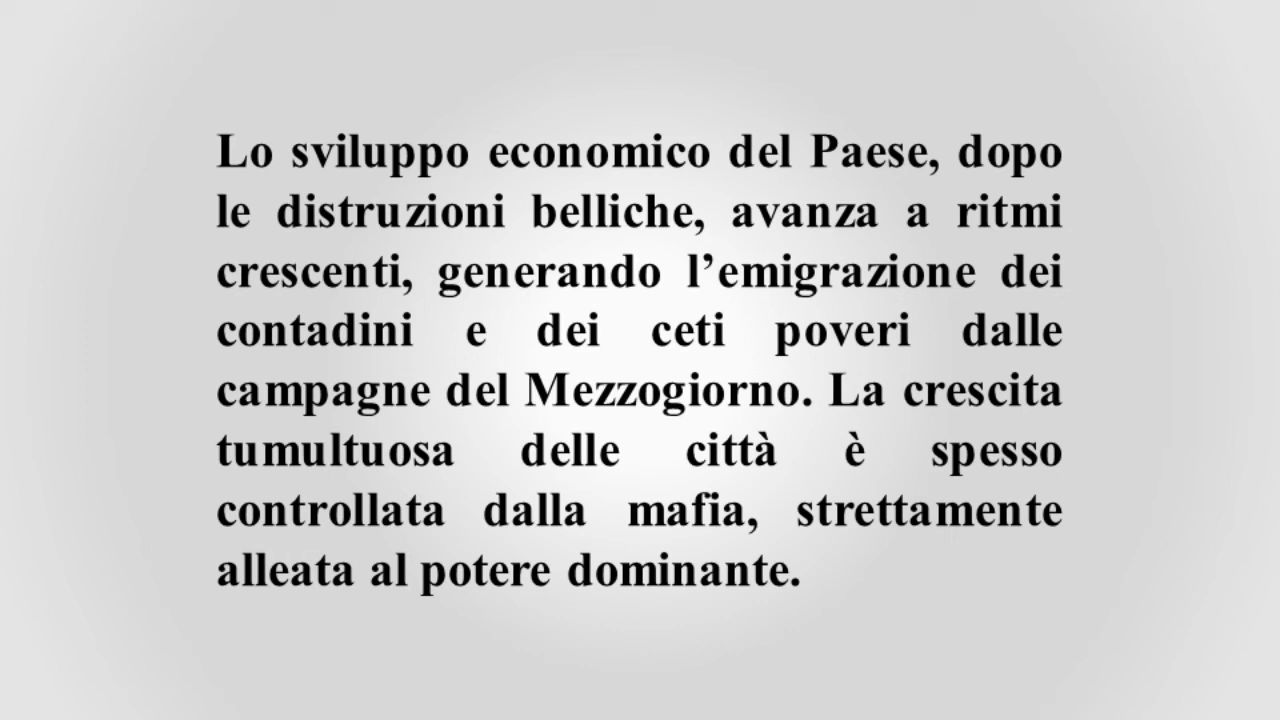 Lo sviluppo economico del Paese, dopo
le distruzioni belliche, avanza a ritmi
crescenti, generando l’emigrazione dei
contadini e dei ceti poveri dalle
campagne del Mezzogiorno. La crescita
tumultuosa delle città è spesso
controllata dalla mafia, strettamente
alleata al potere dominante.